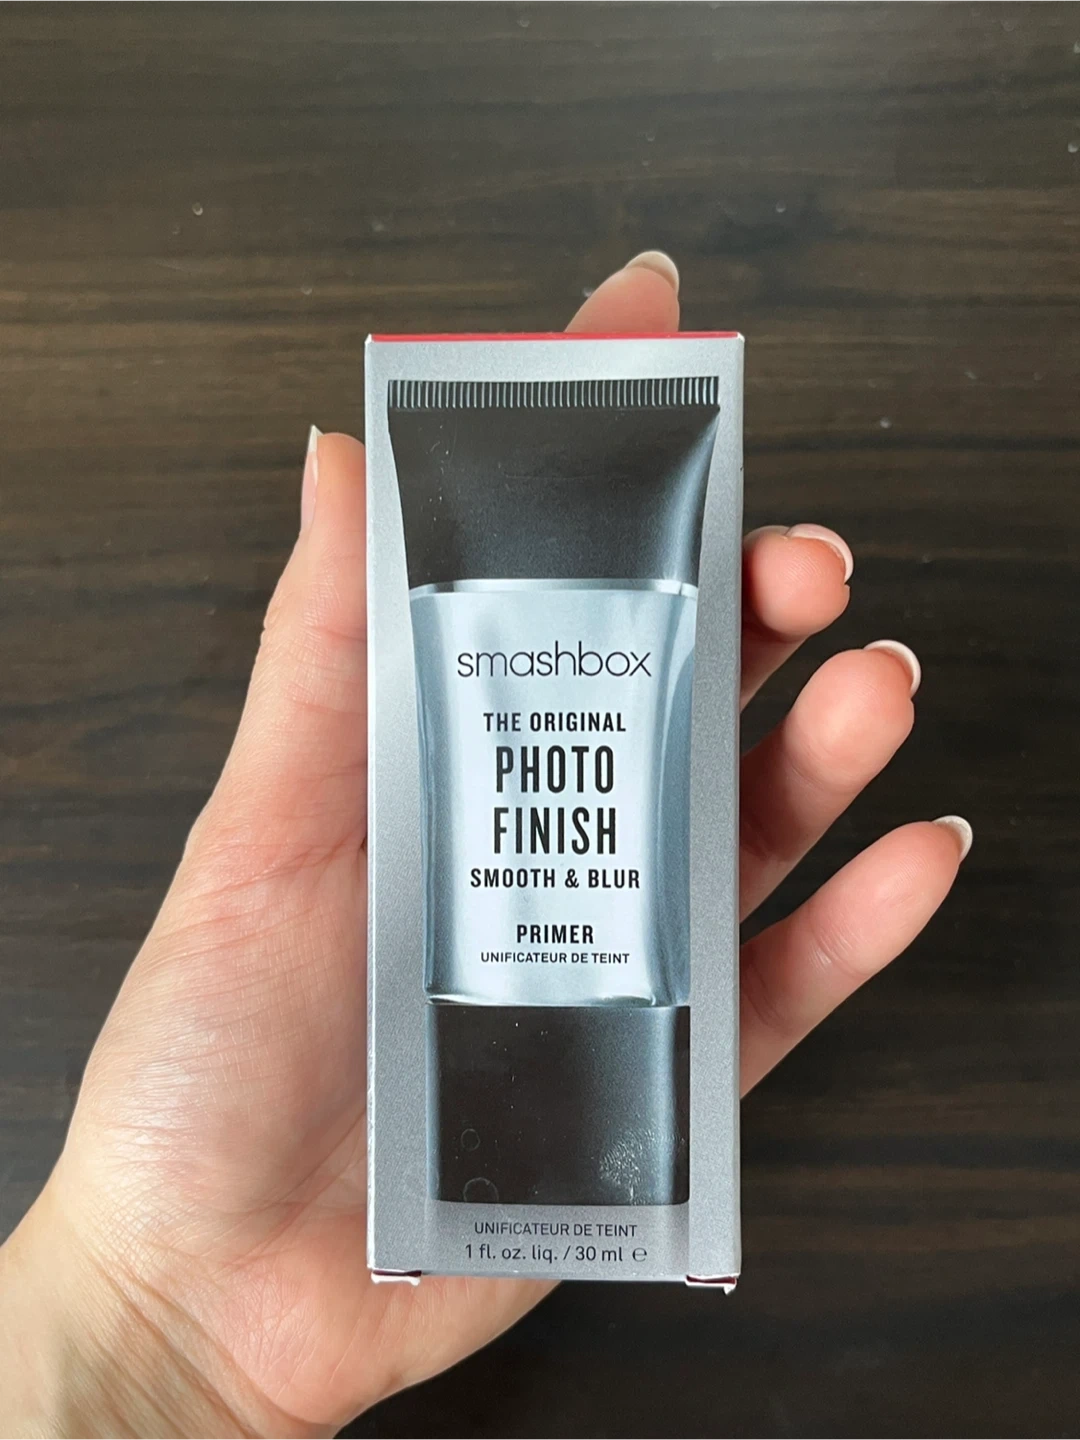 smashbox
THE ORIGINAL
PHOTO
FINISH
SMOOTH & BLUR
PRIMER
UNIFICATEUR DE TEINT
UNIFICATEUR DE TEINT
1 fl. oz. liq. / 30 ml ℮